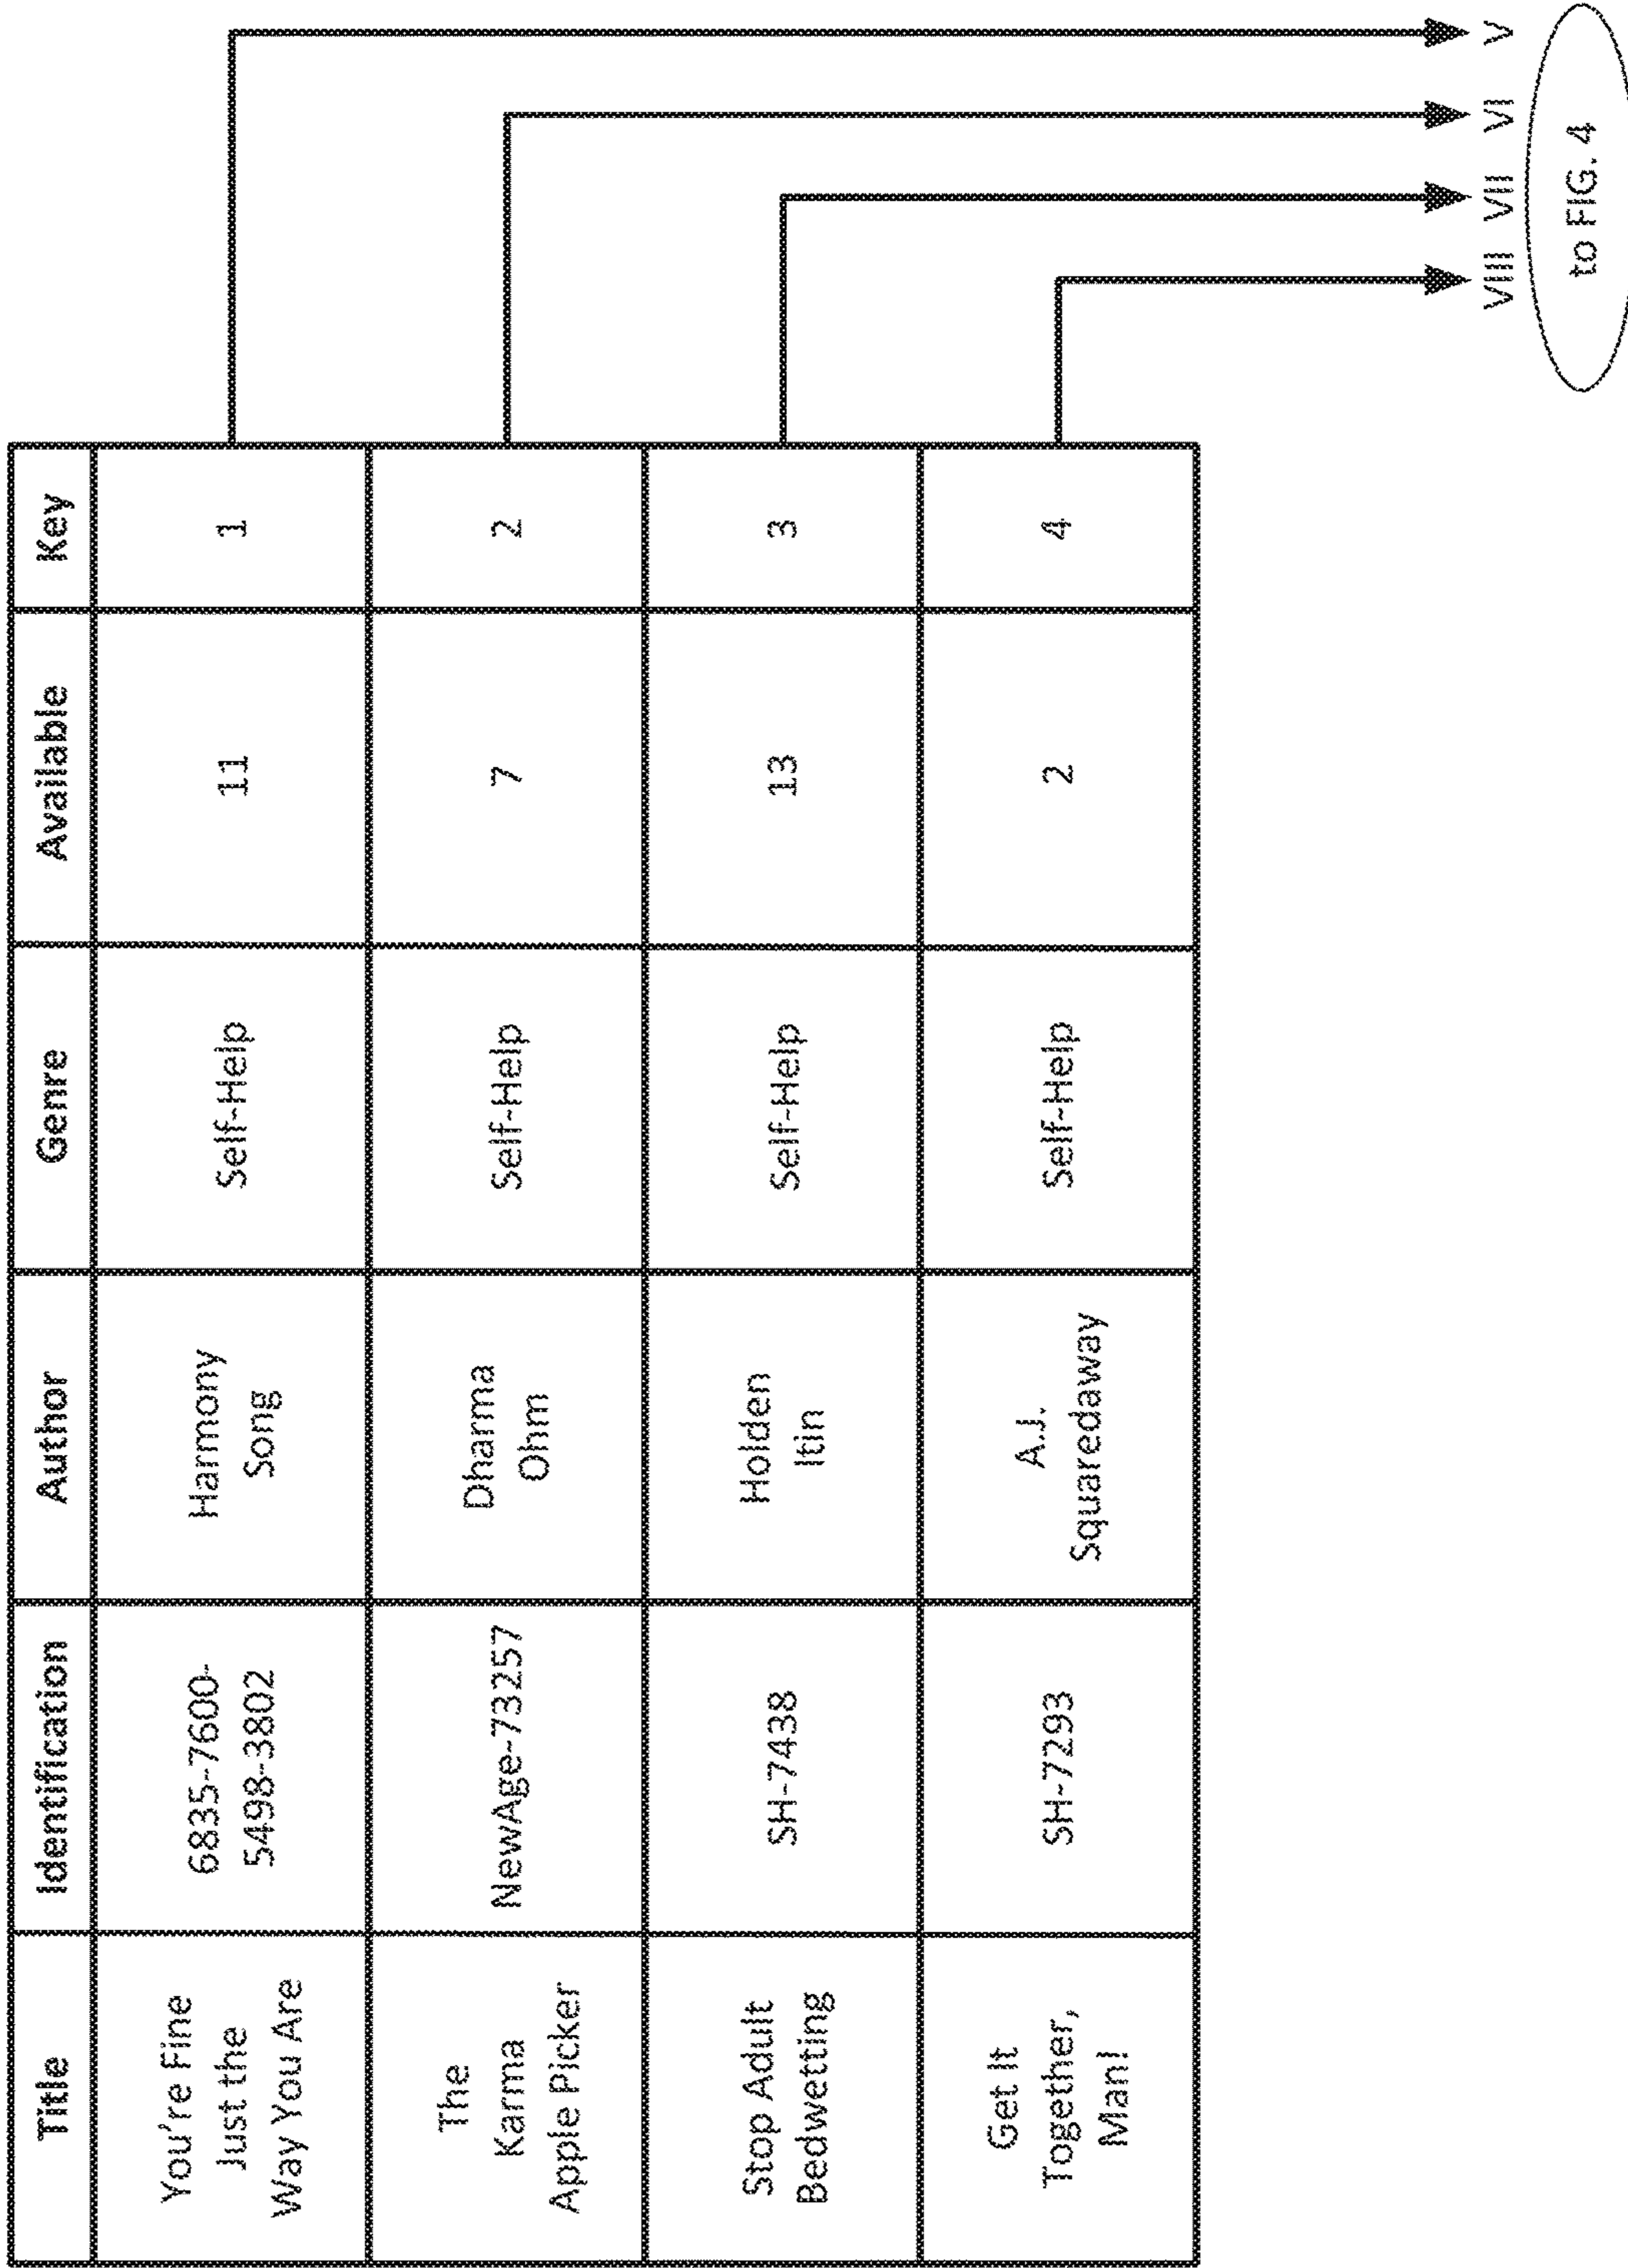 Title
Identification
Author
Genre
Available
Key
You're Fine
Just the
Way You Are
6835-7600-
5498-3802
Harmony
Song
Self-Help
11
1
The
Karma
Apple Picker
NewAge-73257
Dharma
Ohm
Self-Help
7
2
Stop Adult
Bedwetting
SH-7438
Holden
Itin
Self-Help
13
3
Get It
Together,
Man!
SH-7293
A.J.
Squaredaway
Self-Help
2
4
VIII
VII
VI
V
to FIG. 4